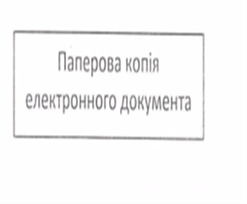 Паперова копія
електронного документа